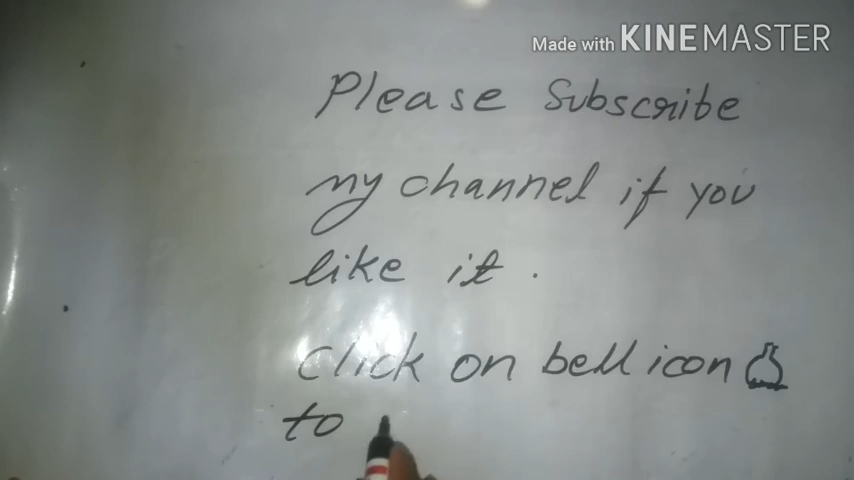 Made with KINEMASTER
Please Subscribe
my channel if you
like it .
click on bell icon
to